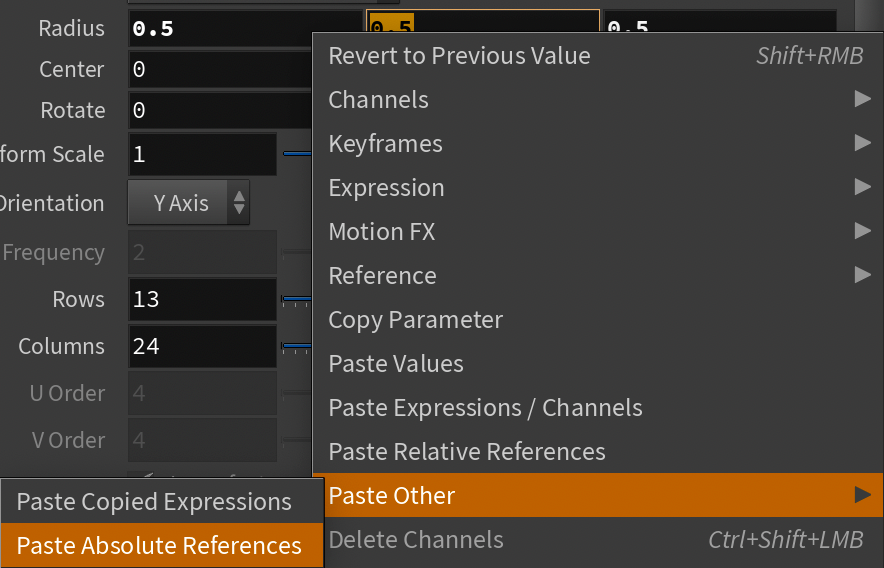 Radius 0.5 0.5 0.5
Center 0
Rotate 0
form Scale 1
Orientation Y Axis
Frequency 2
Rows 13
Columns 24
U Order 4
V Order 4
Revert to Previous Value Shift+RMB
Channels
Keyframes
Expression
Motion FX
Reference
Copy Parameter
Paste Values
Paste Expressions / Channels
Paste Relative References
Paste Other
Delete Channels Ctrl+Shift+LMB
Paste Copied Expressions
Paste Absolute References